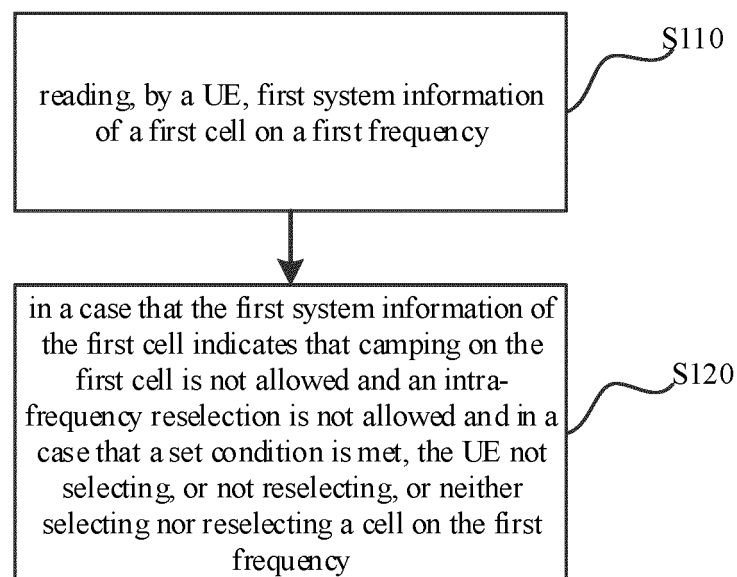 S110
reading, by a UE, first system information
of a first cell on a first frequency
in a case that the first system information of
the first cell indicates that camping on the
first cell is not allowed and an intra-
frequency reselection is not allowed and in a
case that a set condition is met, the UE not
selecting, or not reselecting, or neither
selecting nor reselecting a cell on the first
frequency
S120